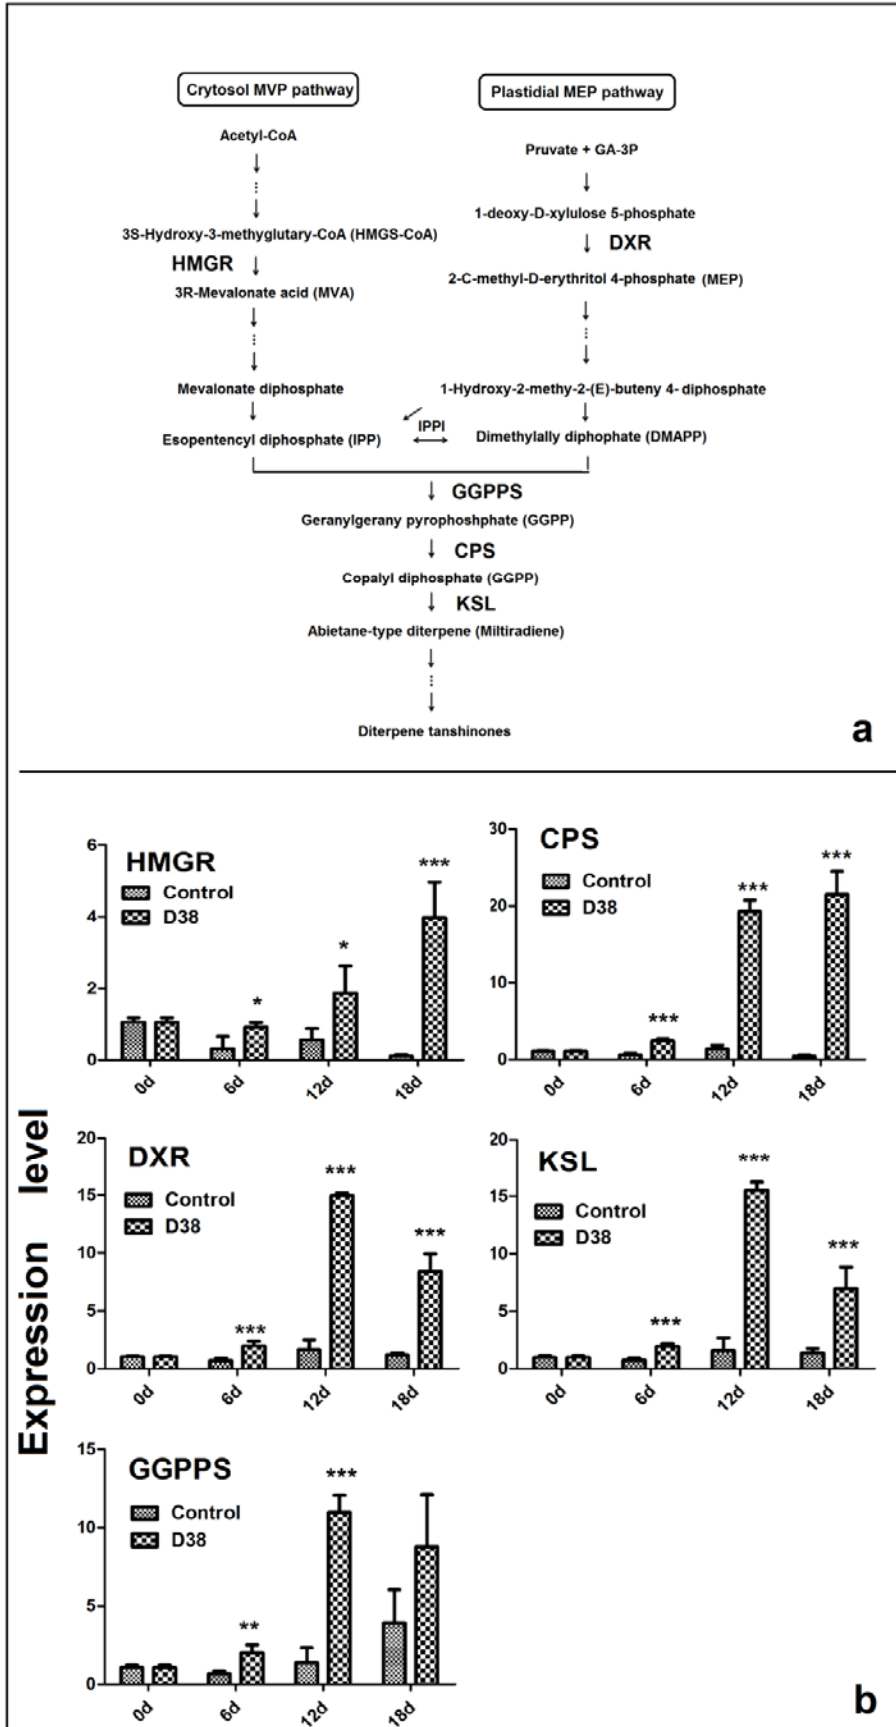 Crytosol MVP pathway
Plastidial MEP pathway
Acetyl-CoA
Pruvate + GA-3P
1-deoxy-D-xylulose 5-phosphate
3S-Hydroxy-3-methyglutary-CoA (HMGS-CoA)
DXR
HMGR
2-C-methyl-D-erythritol 4-phosphate (MEP)
3R-Mevalonate acid (MVA)
Mevalonate diphosphate
1-Hydroxy-2-methy-2-(E)-buteny 4- diphosphate
IPPI
Esopentencyl diphosphate (IPP)
Dimethylally diphophate (DMAPP)
GGPPS
Geranylgerany pyrophoshphate (GGPP)
CPS
Copalyl diphosphate (GGPP)
KSL
Abietane-type diterpene (Miltiradiene)
Diterpene tanshinones
a
Expression level
HMGR
Control
D38
6
4
2
0
*
*
***
0d
6d
12d
18d
CPS
Control
D38
30
20
10
0
***
***
***
0d
6d
12d
18d
DXR
Control
D38
20
15
10
5
0
***
***
***
0d
6d
12d
18d
KSL
Control
D38
20
15
10
5
0
***
***
***
0d
6d
12d
18d
GGPPS
Control
D38
15
10
5
0
**
***
0d
6d
12d
18d
b